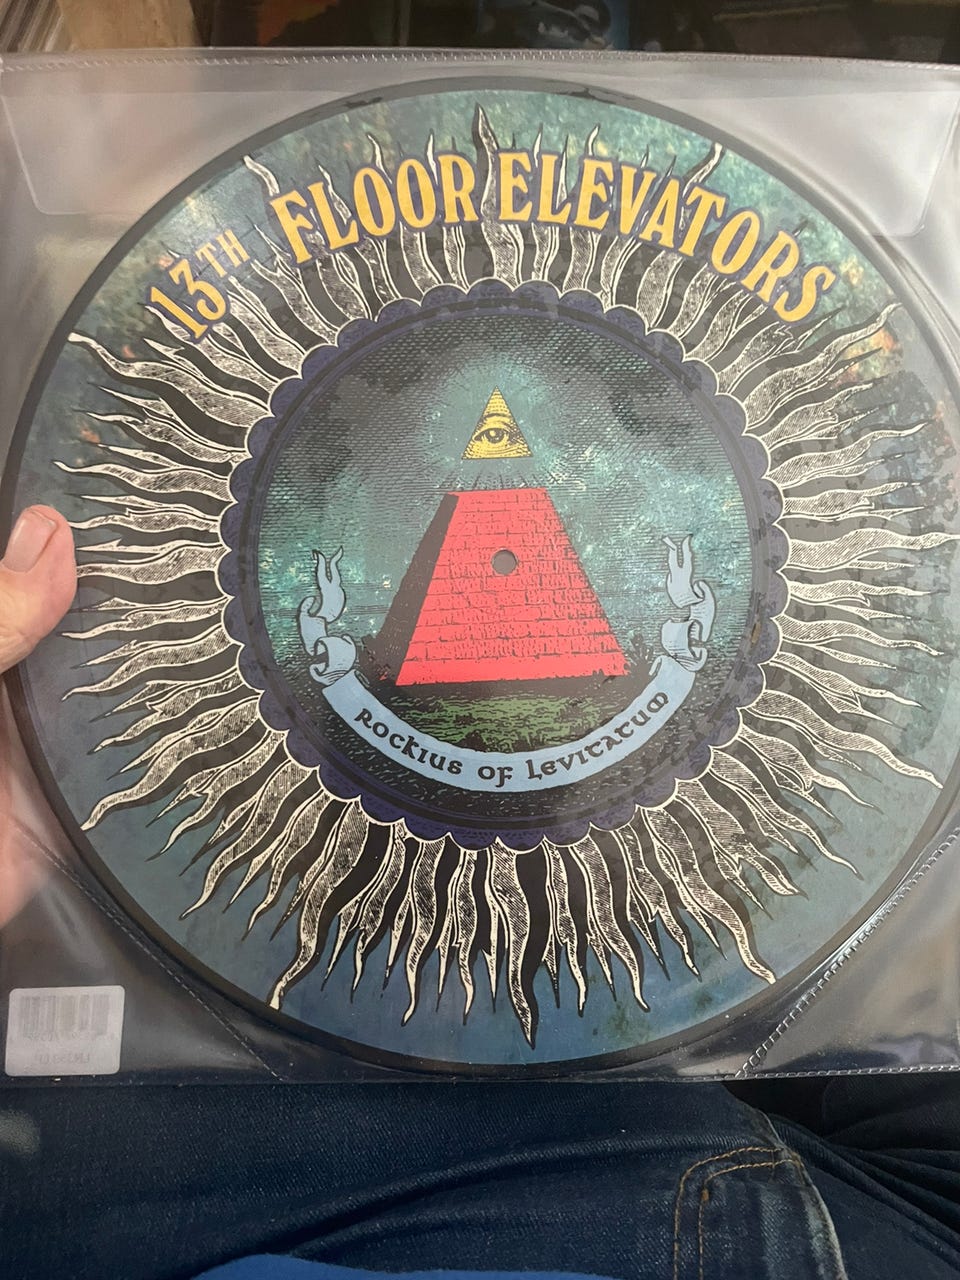 13TH FLOOR ELEVATORS
ROCKIUS OF LEVITATUM